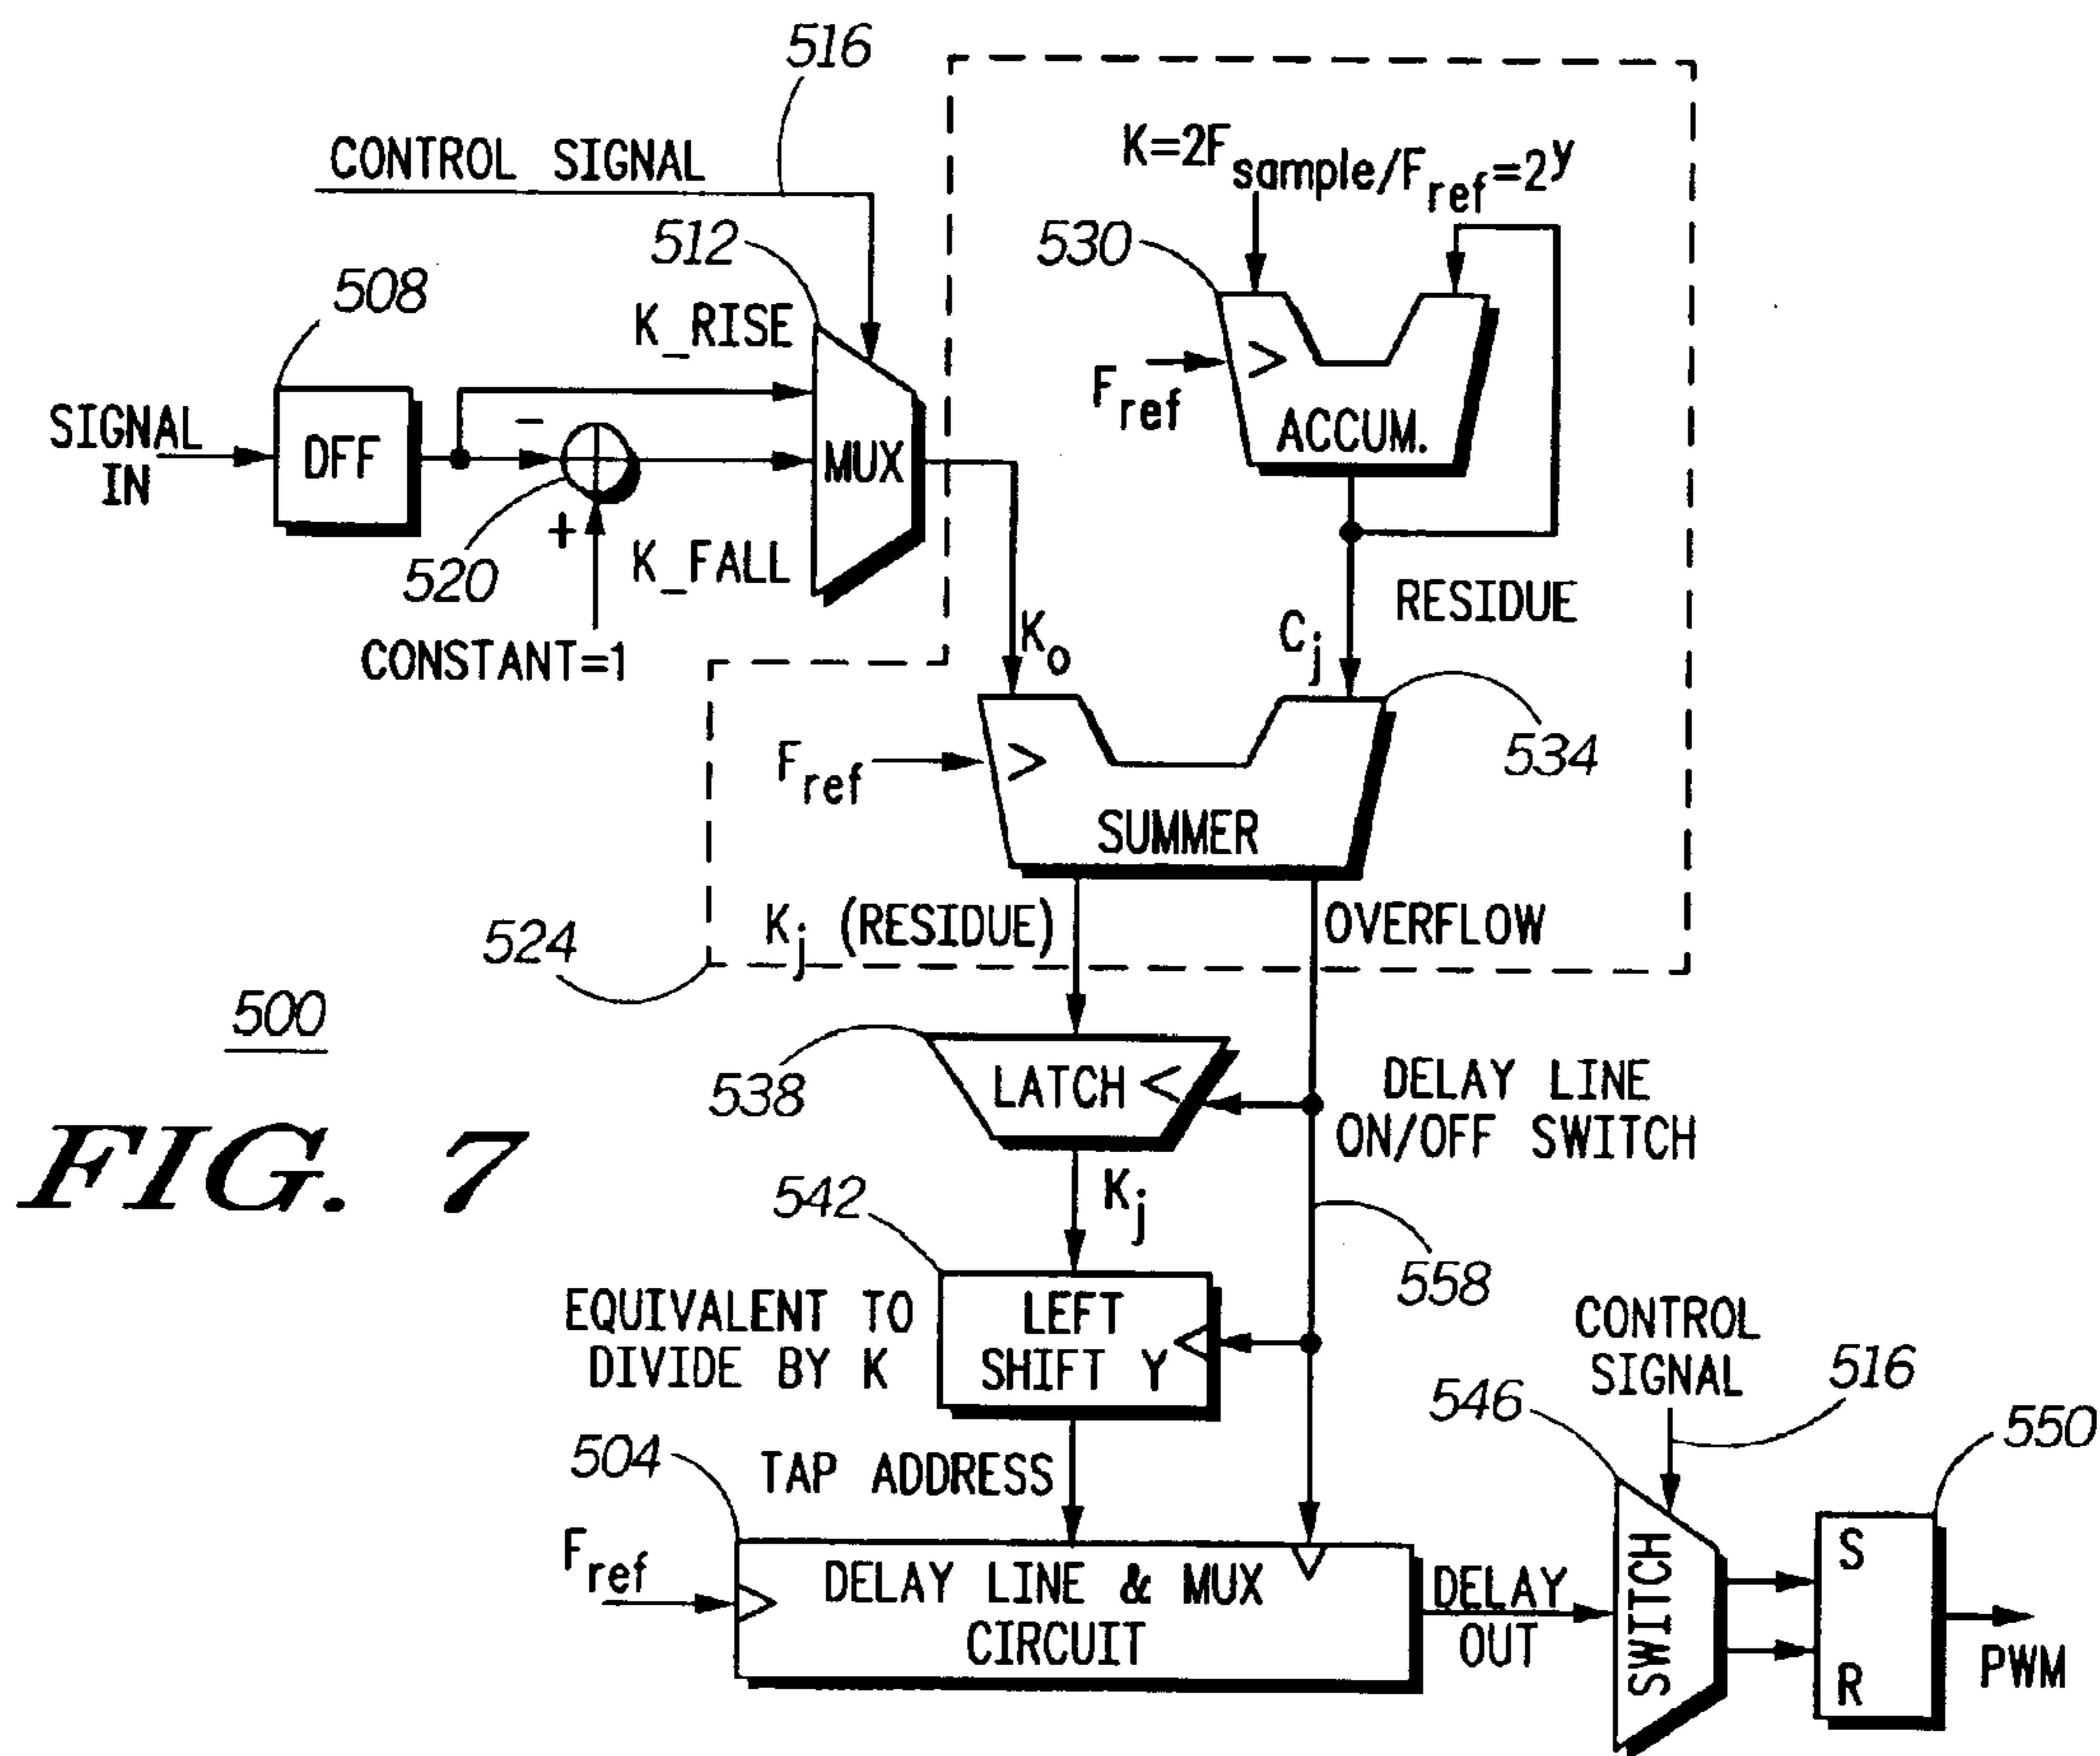 516
CONTROL SIGNAL
K=2F sample/F ref=2^y
512
530
508
K_RISE
F ref
SIGNAL
IN
DFF
-
MUX
ACCUM.
+
520
K_FALL
CONSTANT=1
K o
C j
RESIDUE
F ref
534
SUMMER
524
K j (RESIDUE)
OVERFLOW
500
538
LATCH
DELAY LINE
ON/OFF SWITCH
FIG. 7
542
K j
558
EQUIVALENT TO
DIVIDE BY K
LEFT
SHIFT Y
CONTROL
SIGNAL
516
546
550
504
TAP ADDRESS
F ref
DELAY LINE & MUX
CIRCUIT
DELAY
OUT
SWITCH
S
R
PWM